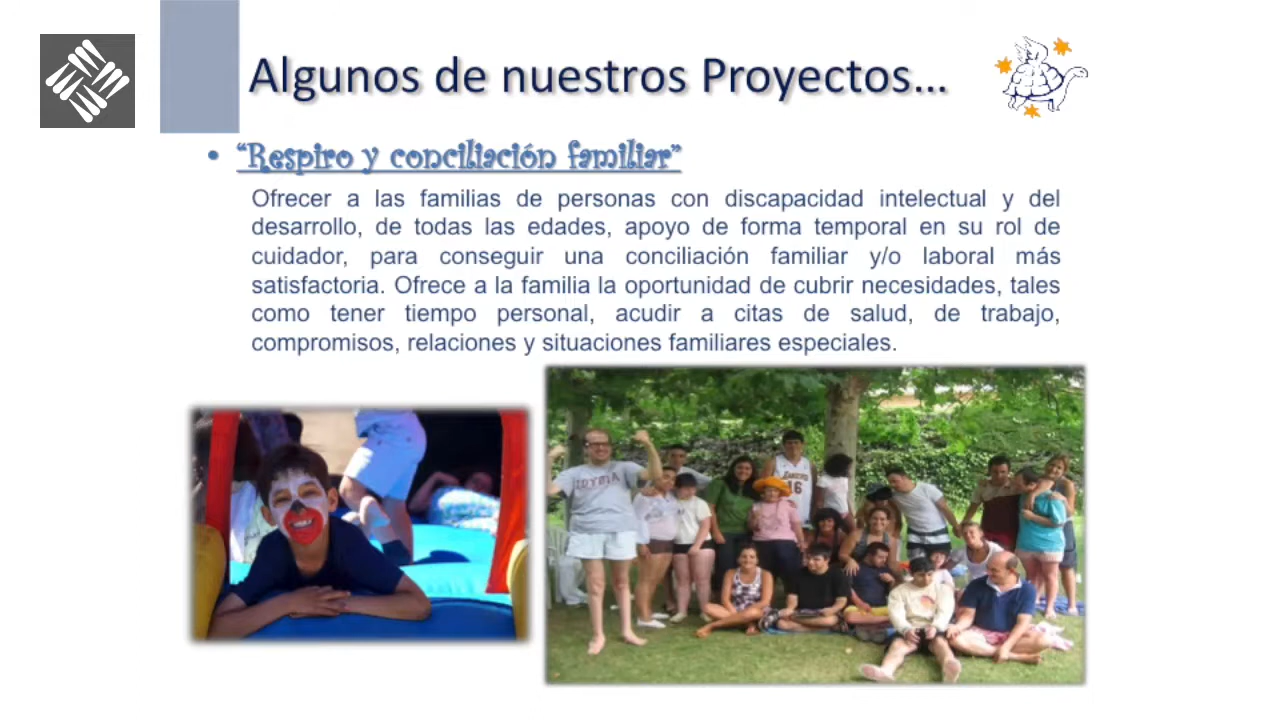 Algunos de nuestros Proyectos...
• “Respiro y conciliación familiar”
Ofrecer a las familias de personas con discapacidad intelectual y del
desarrollo, de todas las edades, apoyo de forma temporal en su rol de
cuidador, para conseguir una conciliación familiar y/o laboral más
satisfactoria. Ofrece a la familia la oportunidad de cubrir necesidades, tales
como tener tiempo personal, acudir a citas de salud, de trabajo,
compromisos, relaciones y situaciones familiares especiales.
16